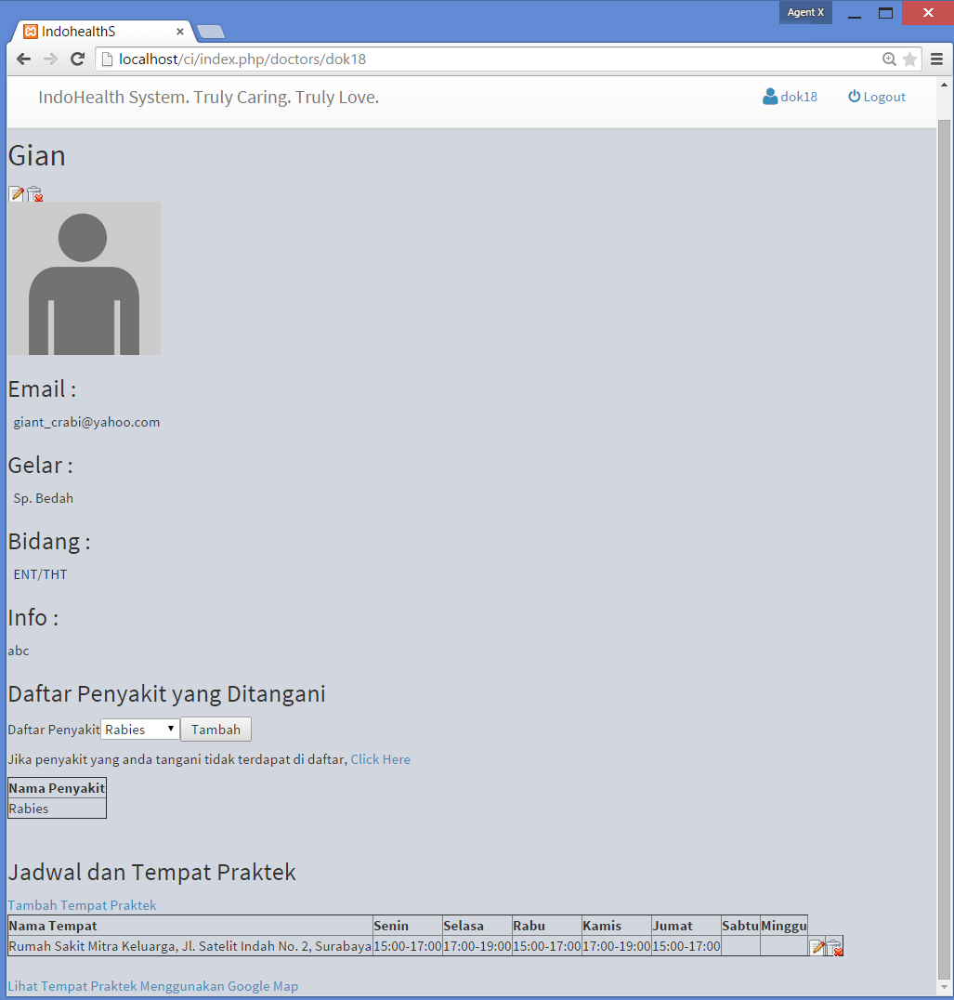 Agent X
IndohealthS
localhost/ci/index.php/doctors/dok18
IndoHealth System. Truly Caring. Truly Love. dok18 Logout
Gian
Email :
giant_crabi@yahoo.com
Gelar :
Sp. Bedah
Bidang :
ENT/THT
Info :
abc
Daftar Penyakit yang Ditangani
Daftar Penyakit Rabies Tambah
Jika penyakit yang anda tangani tidak terdapat di daftar, Click Here
Nama Penyakit
Rabies
Jadwal dan Tempat Praktek
Tambah Tempat Praktek
Nama Tempat Senin Selasa Rabu Kamis Jumat Sabtu Minggu
Rumah Sakit Mitra Keluarga, Jl. Satelit Indah No. 2, Surabaya 15:00-17:00 17:00-19:00 15:00-17:00 17:00-19:00 15:00-17:00
Lihat Tempat Praktek Menggunakan Google Map